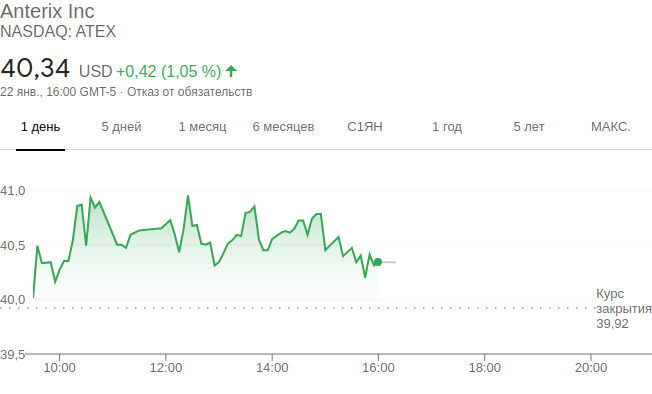 Anterix Inc
NASDAQ: ATEX
40,34 USD +0,42 (1,05 %)
22 янв., 16:00 GMT-5 · Отказ от обязательств
1 день 5 дней 1 месяц 6 месяцев С1ЯН 1 год 5 лет МАКС.
41,0
40,5
40,0
Курс
закрытия
39,92
39,5
10:00 12:00 14:00 16:00 18:00 20:00